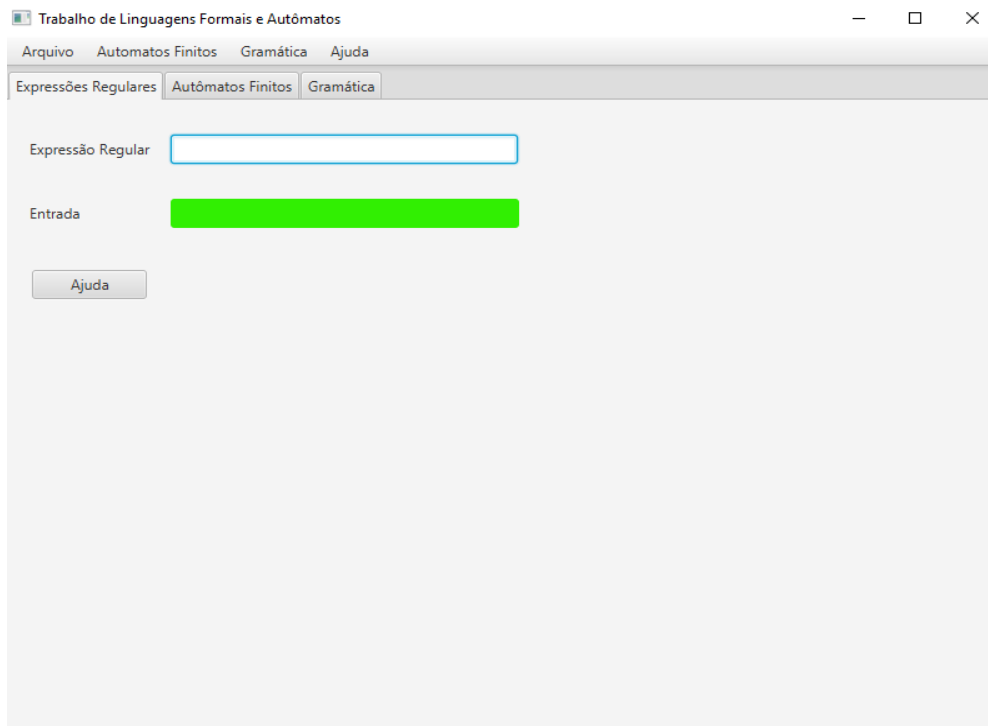 Trabalho de Linguagens Formais e Autômatos
Arquivo Automatos Finitos Gramática Ajuda
Expressões Regulares Autômatos Finitos Gramática
Expressão Regular
Entrada
Ajuda